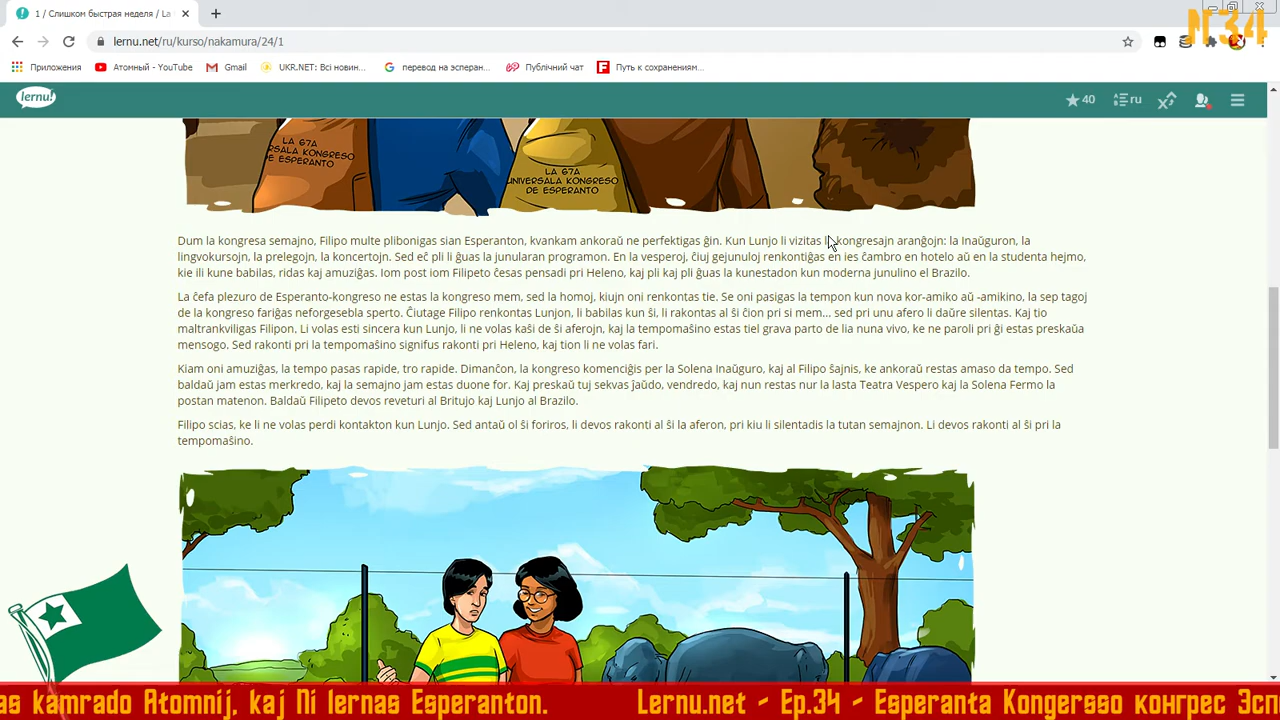 1 / Слишком быстрая неделя / La
№34
lernu.net/ru/kurso/nakamura/24/1
Приложения
Атомный - YouTube
Gmail
UKR.NET: Всі новин...
перевод на эсперан...
Публічний чат
Путь к сохранениям...
lernu!
40
ru
LA 67A
ERSALA KONGRESO
E ESPERANTO
LA 67A
UNIVERSALA KONGRESO
DE ESPERANTO
Dum la kongresa semajno, Filipo multe plibonigas sian Esperanton, kvankam ankoraŭ ne perfektigas ĝin. Kun Lunjo li vizitas la kongresajn aranĝojn: la Inaŭguron, la
lingvokursojn, la prelegojn, la koncertojn. Sed eĉ pli li ĝuas la junularan programon. En la vesperoj, ĉiuj gejunuloj renkontiĝas en ies ĉambro en hotelo aŭ en la studenta hejmo,
kie ili kune babilas, ridas kaj amuziĝas. Iom post iom Filipeto ĉesas pensadi pri Heleno, kaj pli kaj pli ĝuas la kunestadon kun moderna junulino el Brazilo.
La ĉefa plezuro de Esperanto-kongreso ne estas la kongreso mem, sed la homoj, kiujn oni renkontas tie. Se oni pasigas la tempon kun nova kor-amiko aŭ -amikino, la sep tagoj
de la kongreso fariĝas neforgesebla sperto. Ĉiutage Filipo renkontas Lunjon, li babilas kun ŝi, li rakontas al ŝi ĉion pri si mem... sed pri unu afero li daŭre silentas. Kaj tio
maltrankviligas Filipon. Li volas esti sincera kun Lunjo, li ne volas kaŝi de ŝi aferojn, kaj la tempomaŝino estas tiel grava parto de lia nuna vivo, ke ne paroli pri ĝi estas preskaŭa
mensogo. Sed rakonti pri la tempomaŝino signifus rakonti pri Heleno, kaj tion li ne volas fari.
Kiam oni amuziĝas, la tempo pasas rapide, tro rapide. Dimanĉon, la kongreso komenciĝis per la Solena Inaŭguro, kaj al Filipo ŝajnis, ke ankoraŭ restas amaso da tempo. Sed
baldaŭ jam estas merkredo, kaj la semajno jam estas duone for. Kaj preskaŭ tuj sekvas ĵaŭdo, vendredo, kaj nun restas nur la lasta Teatra Vespero kaj la Solena Fermo la
postan matenon. Baldaŭ Filipeto devos reveturi al Britujo kaj Lunjo al Brazilo.
Filipo scias, ke li ne volas perdi kontakton kun Lunjo. Sed antaŭ ol ŝi foriros, li devos rakonti al ŝi la aferon, pri kiu li silentadis la tutan semajnon. Li devos rakonti al ŝi pri la
tempomaŝino.
as kamrado Atomnij, kaj Ni lernas Esperanton. Lernu.net - Ep.34 - Esperanta Kongersso конгрес Эсп